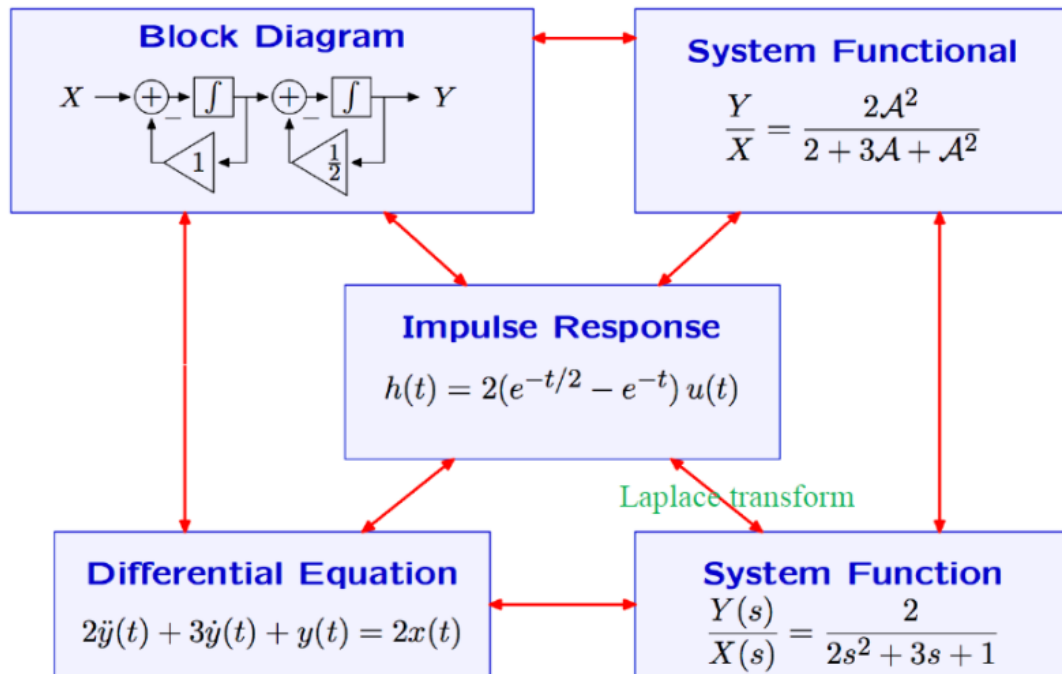 Block Diagram
X + − ∫ + − ∫ Y
1 1/2
System Functional
Y/X = 2𝒜²/(2 + 3𝒜 + 𝒜²)
Impulse Response
h(t) = 2(e^{−t/2} − e^{−t}) u(t)
Laplace transform
Differential Equation
2ÿ(t) + 3ẏ(t) + y(t) = 2x(t)
System Function
Y(s)/X(s) = 2/(2s² + 3s + 1)